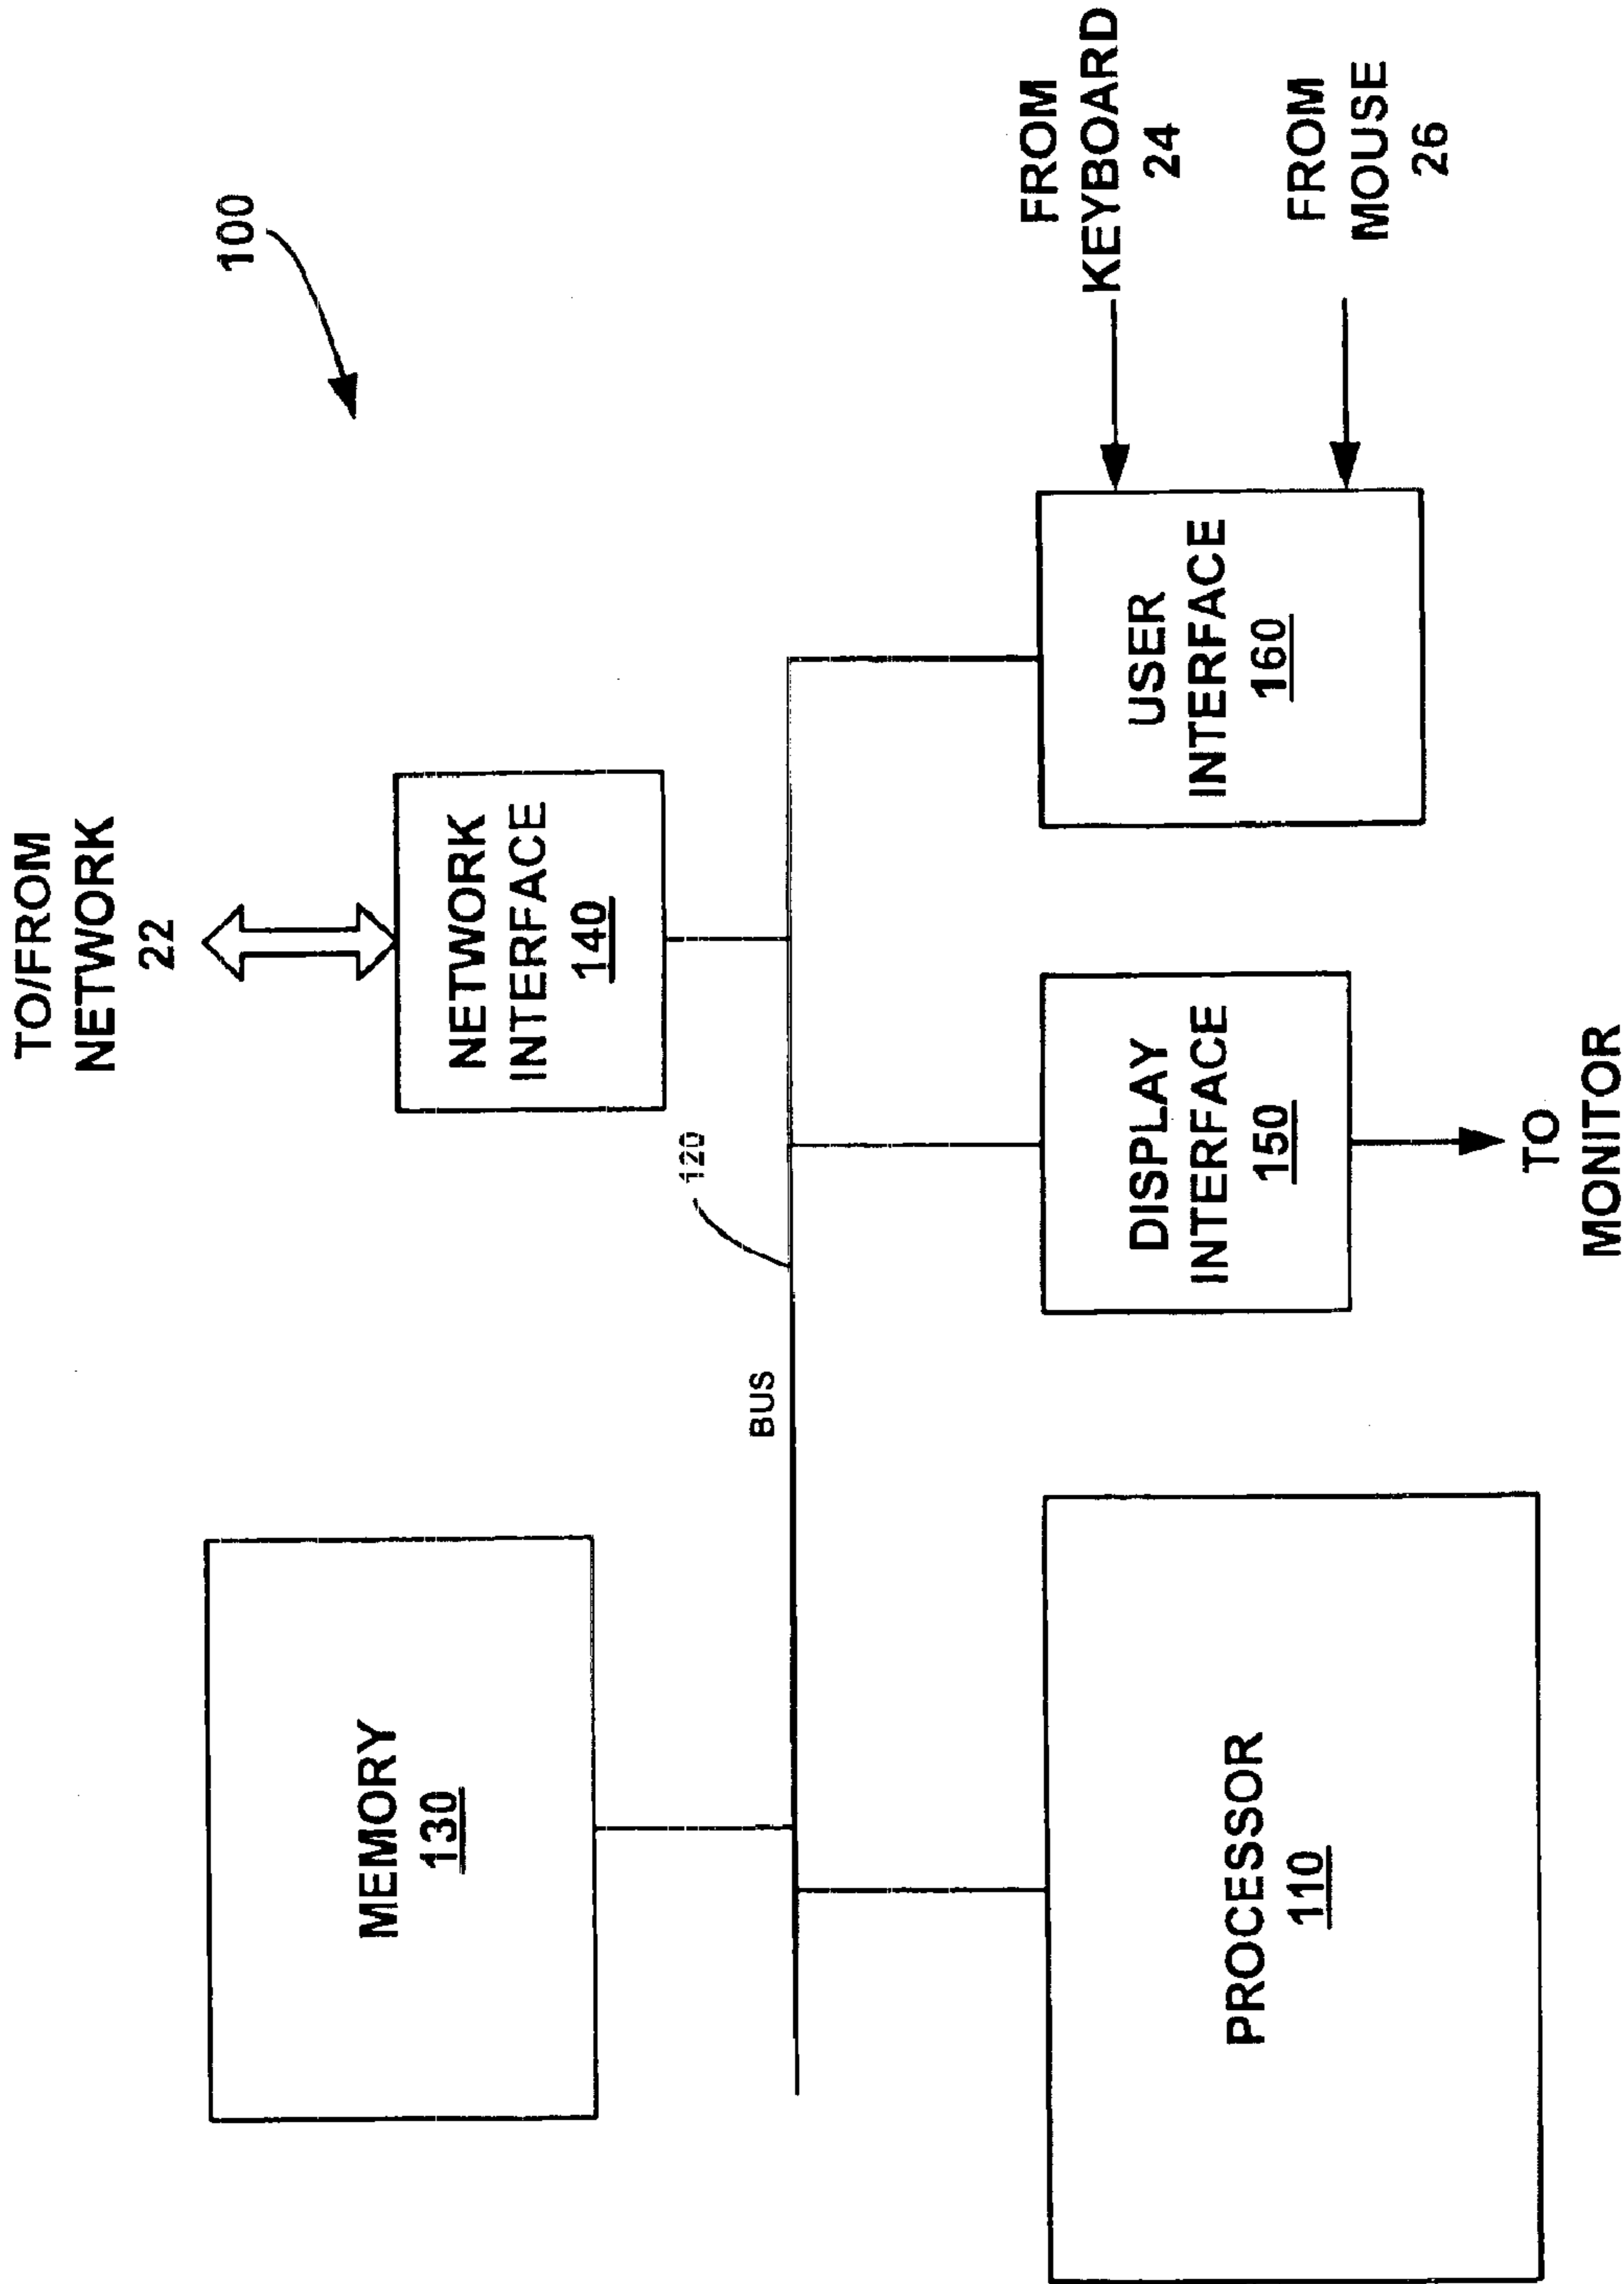 TO/FROM
NETWORK
22
100
MEMORY
130
NETWORK
INTERFACE
140
BUS
120
FROM
KEYBOARD
24
FROM
MOUSE
26
PROCESSOR
110
DISPLAY
INTERFACE
150
USER
INTERFACE
160
TO
MONITOR